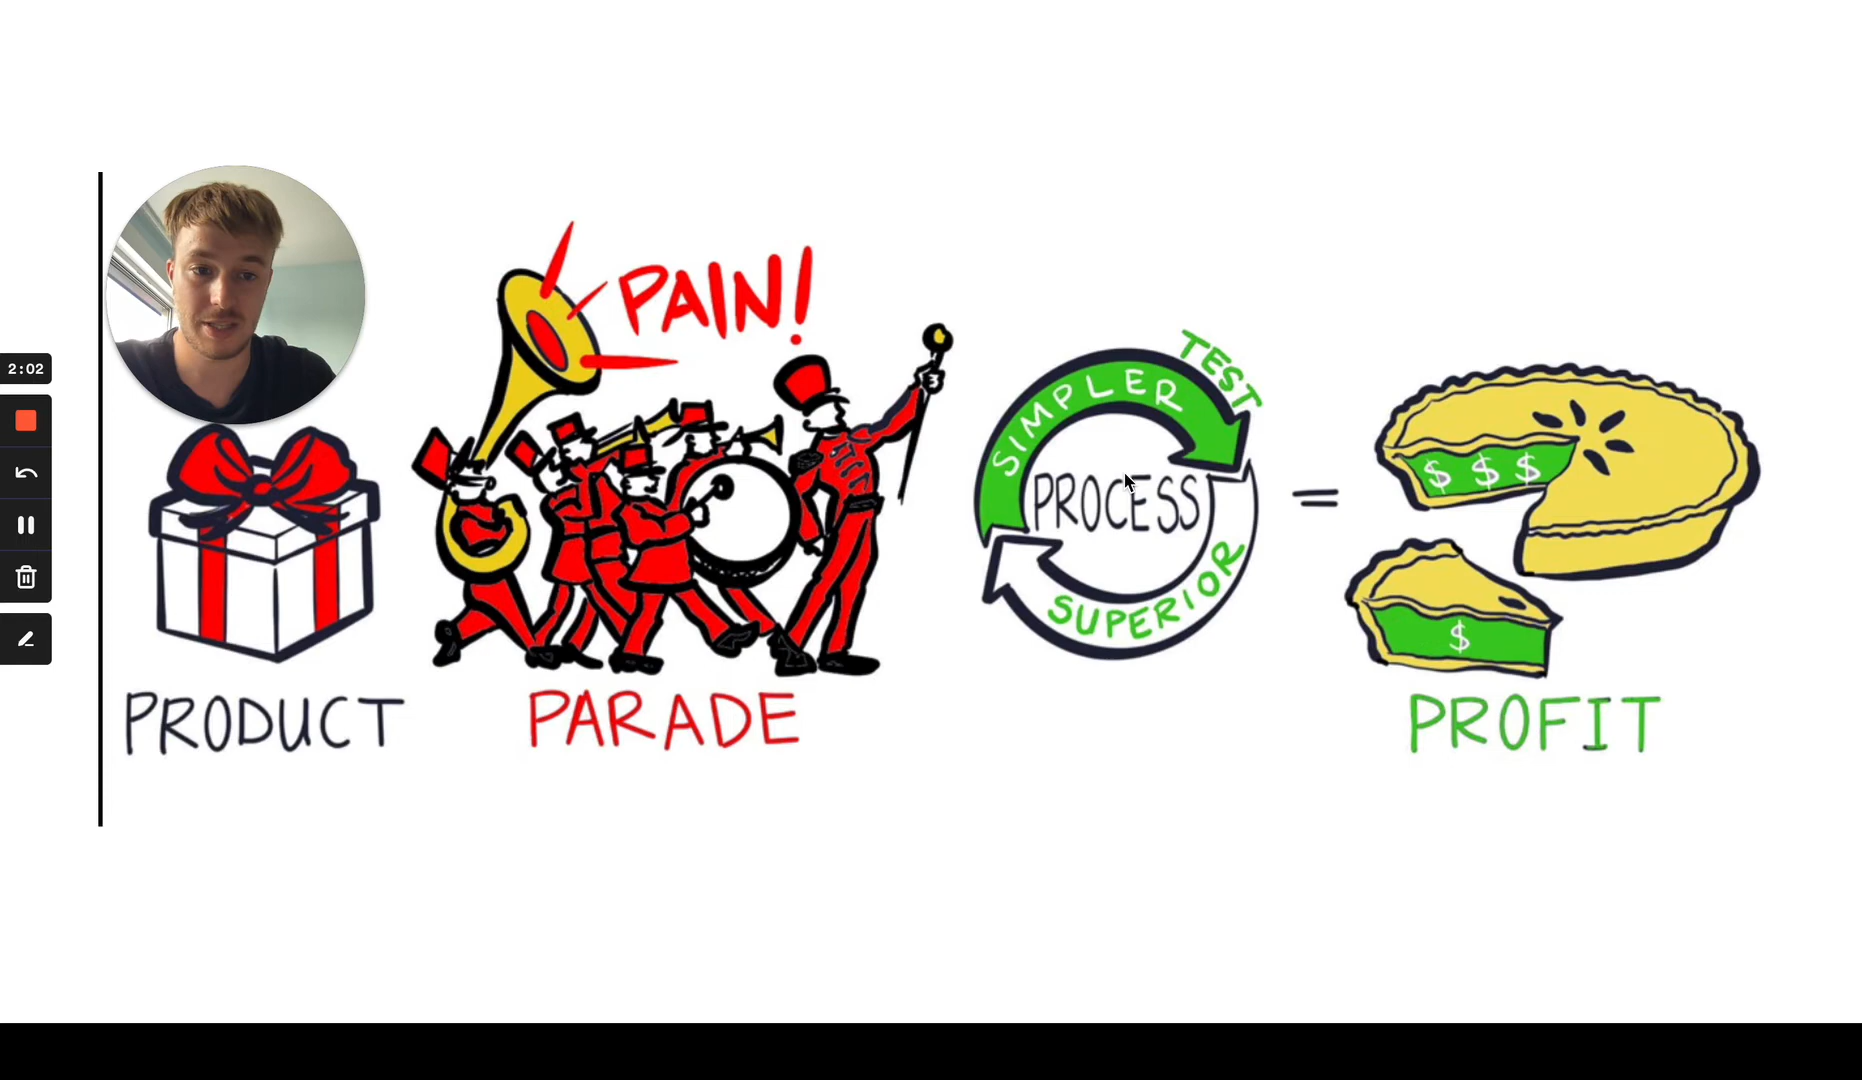 2:02
PAIN!
TEST
SIMPLER
PROCESS
SUPERIOR
=
$ $ $
$
PRODUCT
PARADE
PROFIT